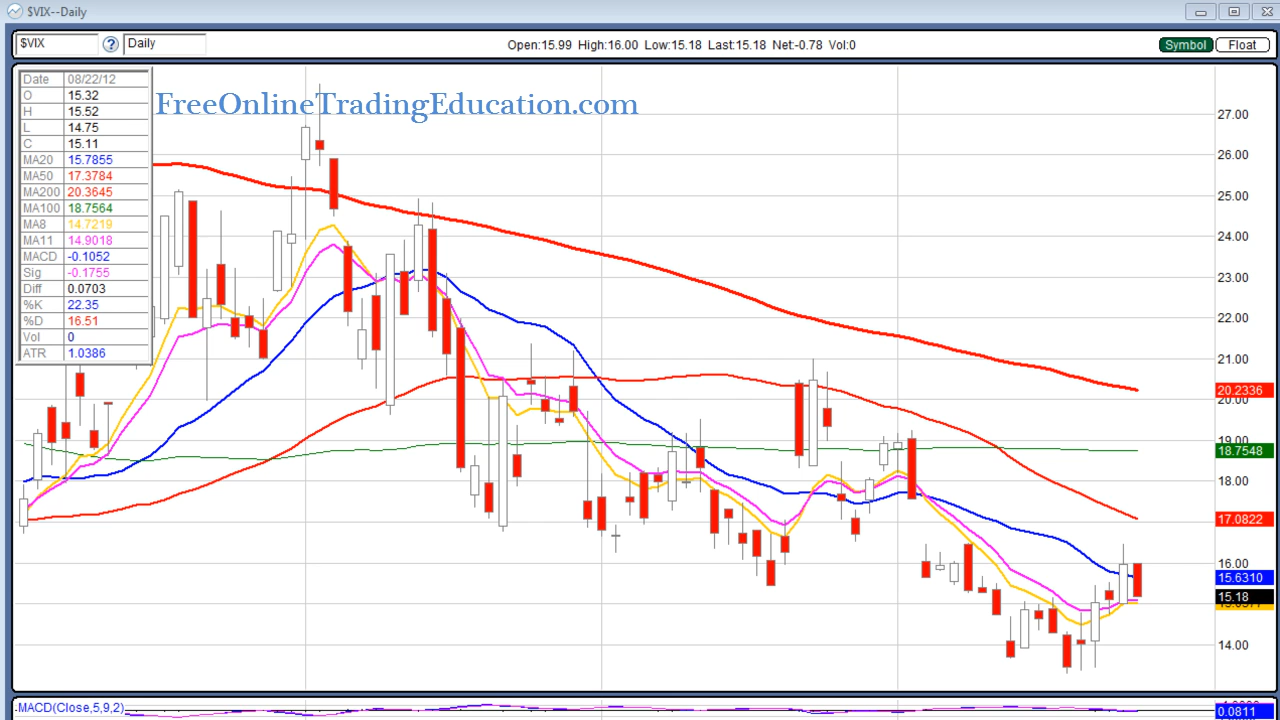 $VIX--Daily
$VIX ? Daily Open:15.99 High:16.00 Low:15.18 Last:15.18 Net-0.78 Vol:0 Symbol Float
Date 08/22/12
O 15.32
H 15.52
L 14.75
C 15.11
MA20 15.7855
MA50 17.3784
MA200 20.3645
MA100 18.7564
MA8 14.7219
MA11 14.9018
MACD -0.1052
Sig -0.1755
Diff 0.0703
%K 22.35
%D 16.51
Vol 0
ATR 1.0386
FreeOnlineTradingEducation.com
27.00
26.00
25.00
24.00
23.00
22.00
21.00
20.2336
20.00
19.00
18.7548
18.00
17.0822
16.00
15.6310
15.18
14.00
MACD(Close,5,9,2)
0.0811